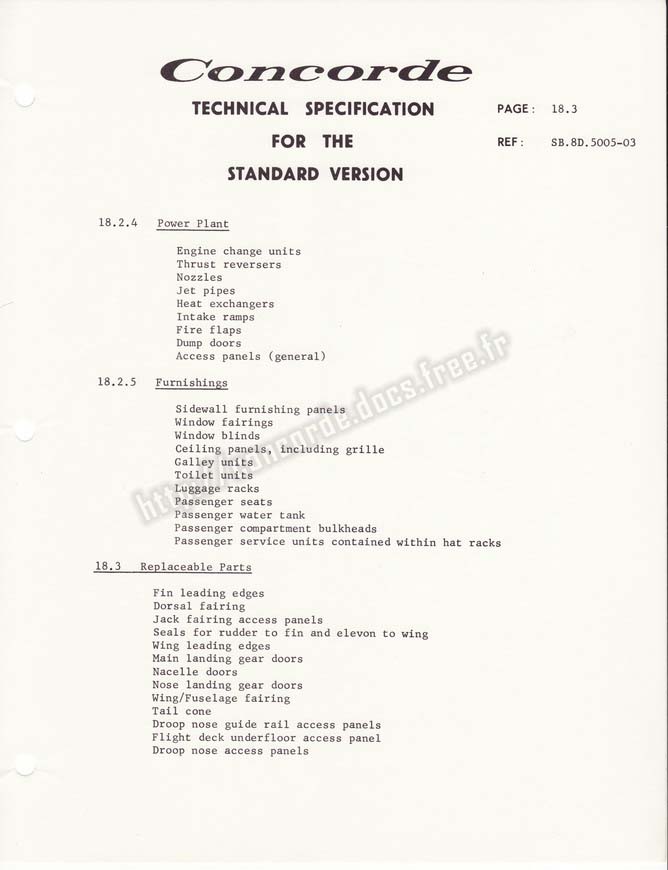 Concorde
TECHNICAL SPECIFICATION
FOR THE
STANDARD VERSION
PAGE: 18.3
REF: SB.8D.5005-03
18.2.4 Power Plant
Engine change units
Thrust reversers
Nozzles
Jet pipes
Heat exchangers
Intake ramps
Fire flaps
Dump doors
Access panels (general)
18.2.5 Furnishings
Sidewall furnishing panels
Window fairings
Window blinds
Ceiling panels, including grille
Galley units
Toilet units
Luggage racks
Passenger seats
Passenger water tank
Passenger compartment bulkheads
Passenger service units contained within hat racks
18.3 Replaceable Parts
Fin leading edges
Dorsal fairing
Jack fairing access panels
Seals for rudder to fin and elevon to wing
Wing leading edges
Main landing gear doors
Nacelle doors
Nose landing gear doors
Wing/Fuselage fairing
Tail cone
Droop nose guide rail access panels
Flight deck underfloor access panel
Droop nose access panels
http://concorde.docs.free.fr